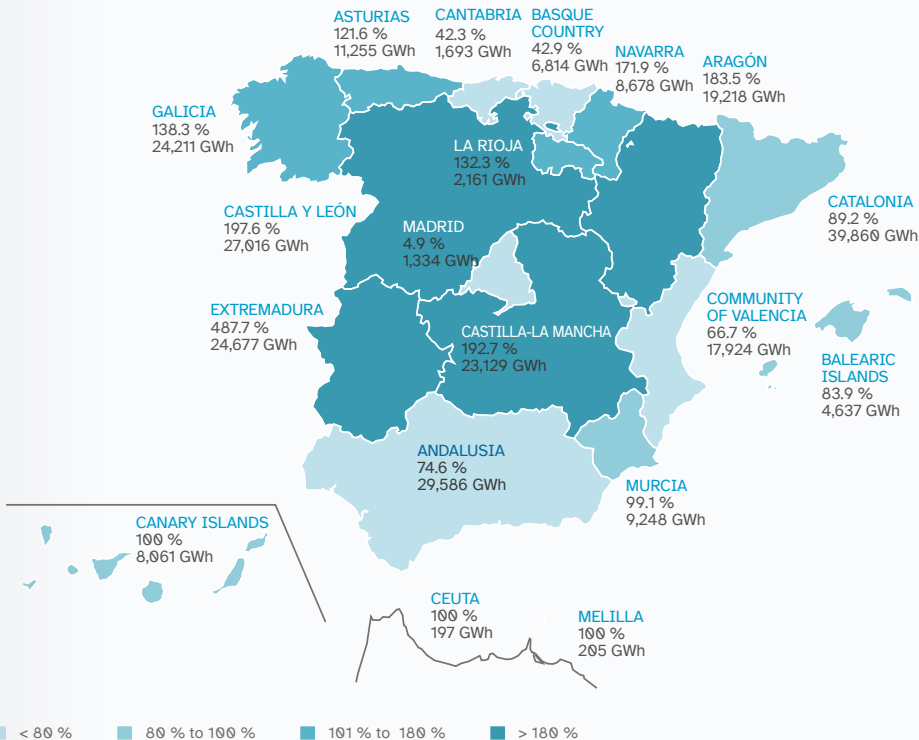 ASTURIAS
121.6 %
11,255 GWh
CANTABRIA
42.3 %
1,693 GWh
BASQUE
COUNTRY
42.9 %
6,814 GWh
NAVARRA
171.9 %
8,678 GWh
ARAGÓN
183.5 %
19,218 GWh
GALICIA
138.3 %
24,211 GWh
LA RIOJA
132.3 %
2,161 GWh
CATALONIA
89.2 %
39,860 GWh
CASTILLA Y LEÓN
197.6 %
27,016 GWh
MADRID
4.9 %
1,334 GWh
EXTREMADURA
487.7 %
24,677 GWh
CASTILLA-LA MANCHA
192.7 %
23,129 GWh
COMMUNITY
OF VALENCIA
66.7 %
17,924 GWh
BALEARIC
ISLANDS
83.9 %
4,637 GWh
ANDALUSIA
74.6 %
29,586 GWh
MURCIA
99.1 %
9,248 GWh
CANARY ISLANDS
100 %
8,061 GWh
CEUTA
100 %
197 GWh
MELILLA
100 %
205 GWh
< 80 %
80 % to 100 %
101 % to 180 %
> 180 %